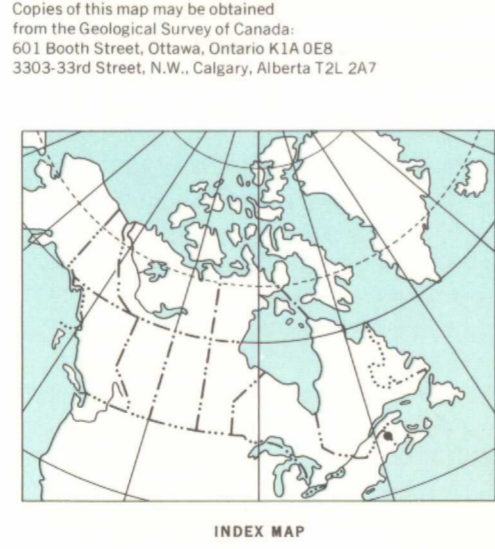 Copies of this map may be obtained
from the Geological Survey of Canada:
601 Booth Street, Ottawa, Ontario K1A 0E8
3303-33rd Street, N.W., Calgary, Alberta T2L 2A7
INDEX MAP